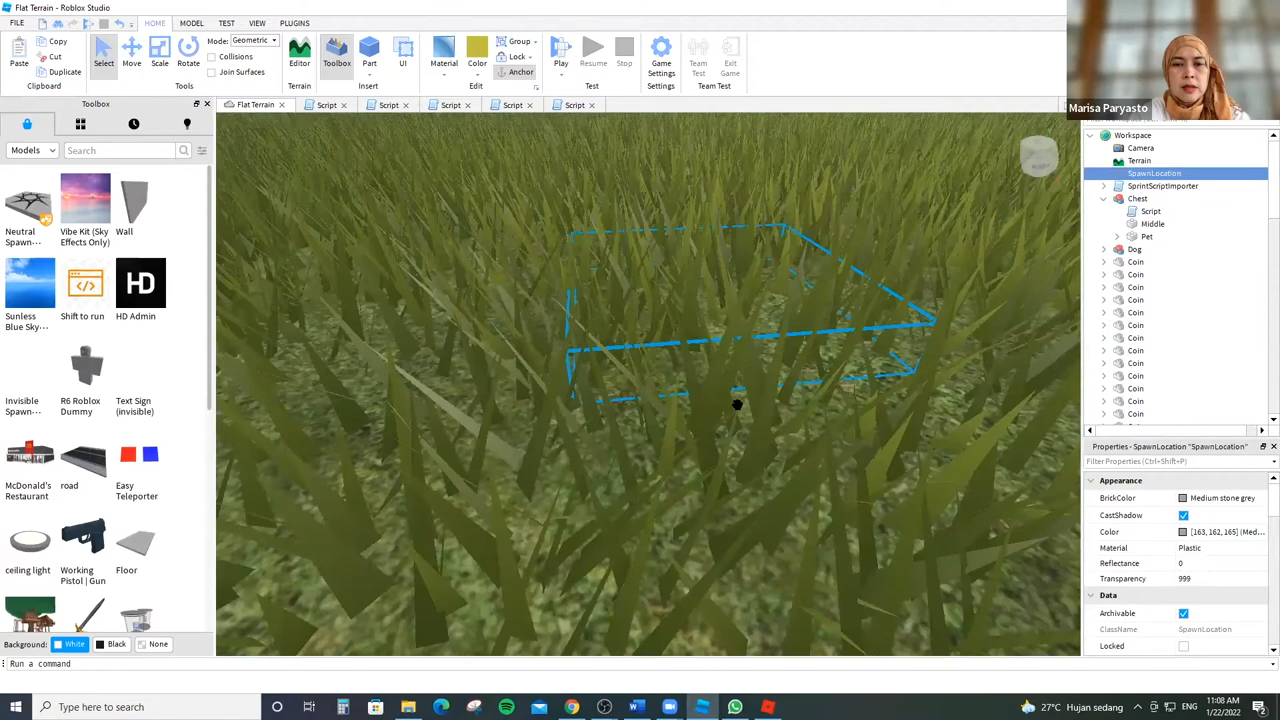 Flat Terrain - Roblox Studio
FILE HOME MODEL TEST VIEW PLUGINS
Copy
Cut
Duplicate
Paste
Clipboard
Select Move Scale Rotate
Mode: Geometric
Collisions
Join Surfaces
Tools
Editor
Terrain
Toolbox Part UI
Insert
Material Color
Group
Lock
Anchor
Edit
Play Resume Stop
Game Settings
Settings
Team Test
Exit Game
Team Test
Marisa Paryasto
Toolbox
Flat Terrain Script Script Script Script Script
Models Search
Neutral Spawn...
Vibe Kit (Sky Effects Only)
Wall
Sunless Blue Sky...
Shift to run
HD
HD Admin
Invisible Spawn...
R6 Roblox Dummy
Text Sign (invisible)
McDonald's Restaurant
road
Easy Teleporter
ceiling light
Working Pistol | Gun
Floor
Background: White Black None
Run a command
Workspace
Camera
Terrain
SpawnLocation
SprintScriptImporter
Chest
Script
Middle
Pet
Dog
Coin
Coin
Coin
Coin
Coin
Coin
Coin
Coin
Coin
Coin
Coin
Coin
Coin
Properties - SpawnLocation "SpawnLocation"
Filter Properties (Ctrl+Shift+P)
Appearance
BrickColor Medium stone grey
CastShadow
Color [163, 162, 165] (Med...
Material Plastic
Reflectance 0
Transparency 999
Data
Archivable
ClassName SpawnLocation
Locked
Type here to search
27°C Hujan sedang
ENG
11:08 AM
1/22/2022
2